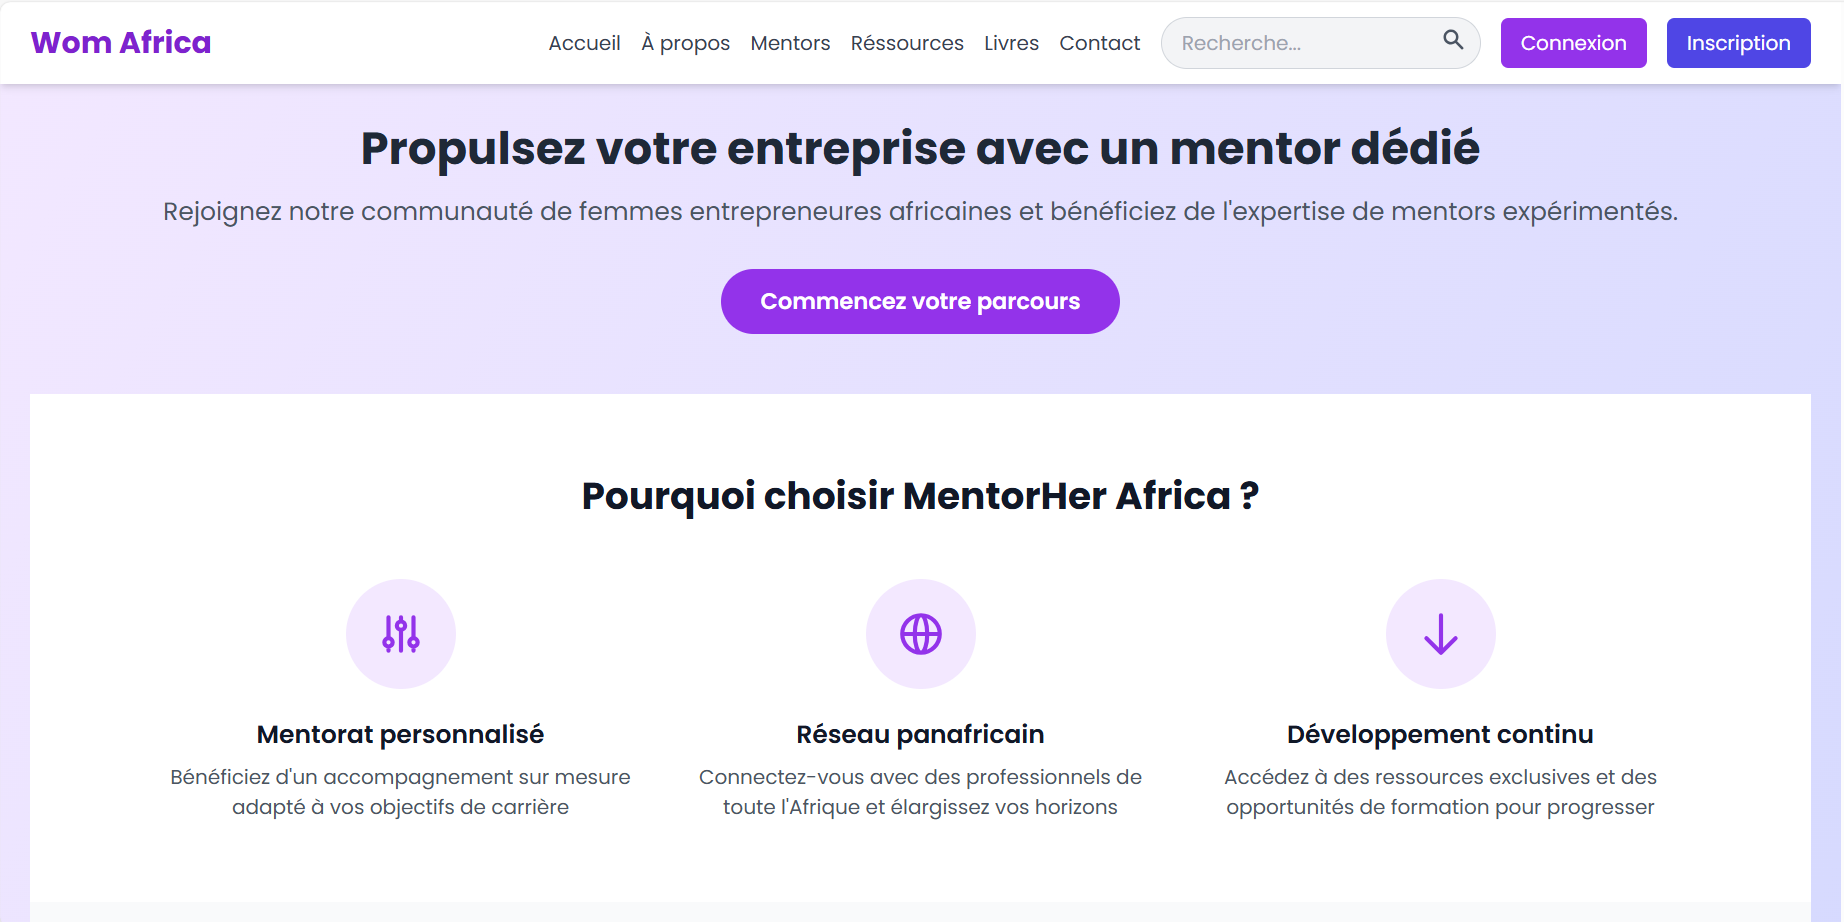 Wom Africa
Accueil À propos Mentors Réssources Livres Contact Recherche... Connexion Inscription
Propulsez votre entreprise avec un mentor dédié
Rejoignez notre communauté de femmes entrepreneures africaines et bénéficiez de l'expertise de mentors expérimentés.
Commencez votre parcours
Pourquoi choisir MentorHer Africa ?
Mentorat personnalisé
Bénéficiez d'un accompagnement sur mesure
adapté à vos objectifs de carrière
Réseau panafricain
Connectez-vous avec des professionnels de
toute l'Afrique et élargissez vos horizons
Développement continu
Accédez à des ressources exclusives et des
opportunités de formation pour progresser